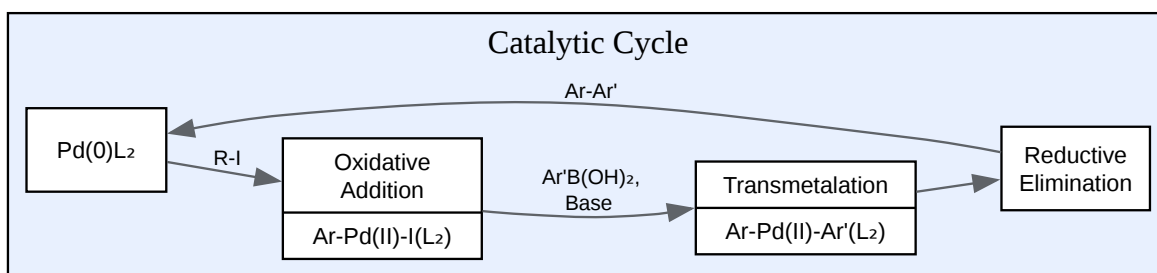 Catalytic Cycle
Ar-Ar'
Pd(0)L₂
R-I
Oxidative
Addition
Ar-Pd(II)-I(L₂)
Ar'B(OH)₂,
Base
Transmetalation
Ar-Pd(II)-Ar'(L₂)
Reductive
Elimination